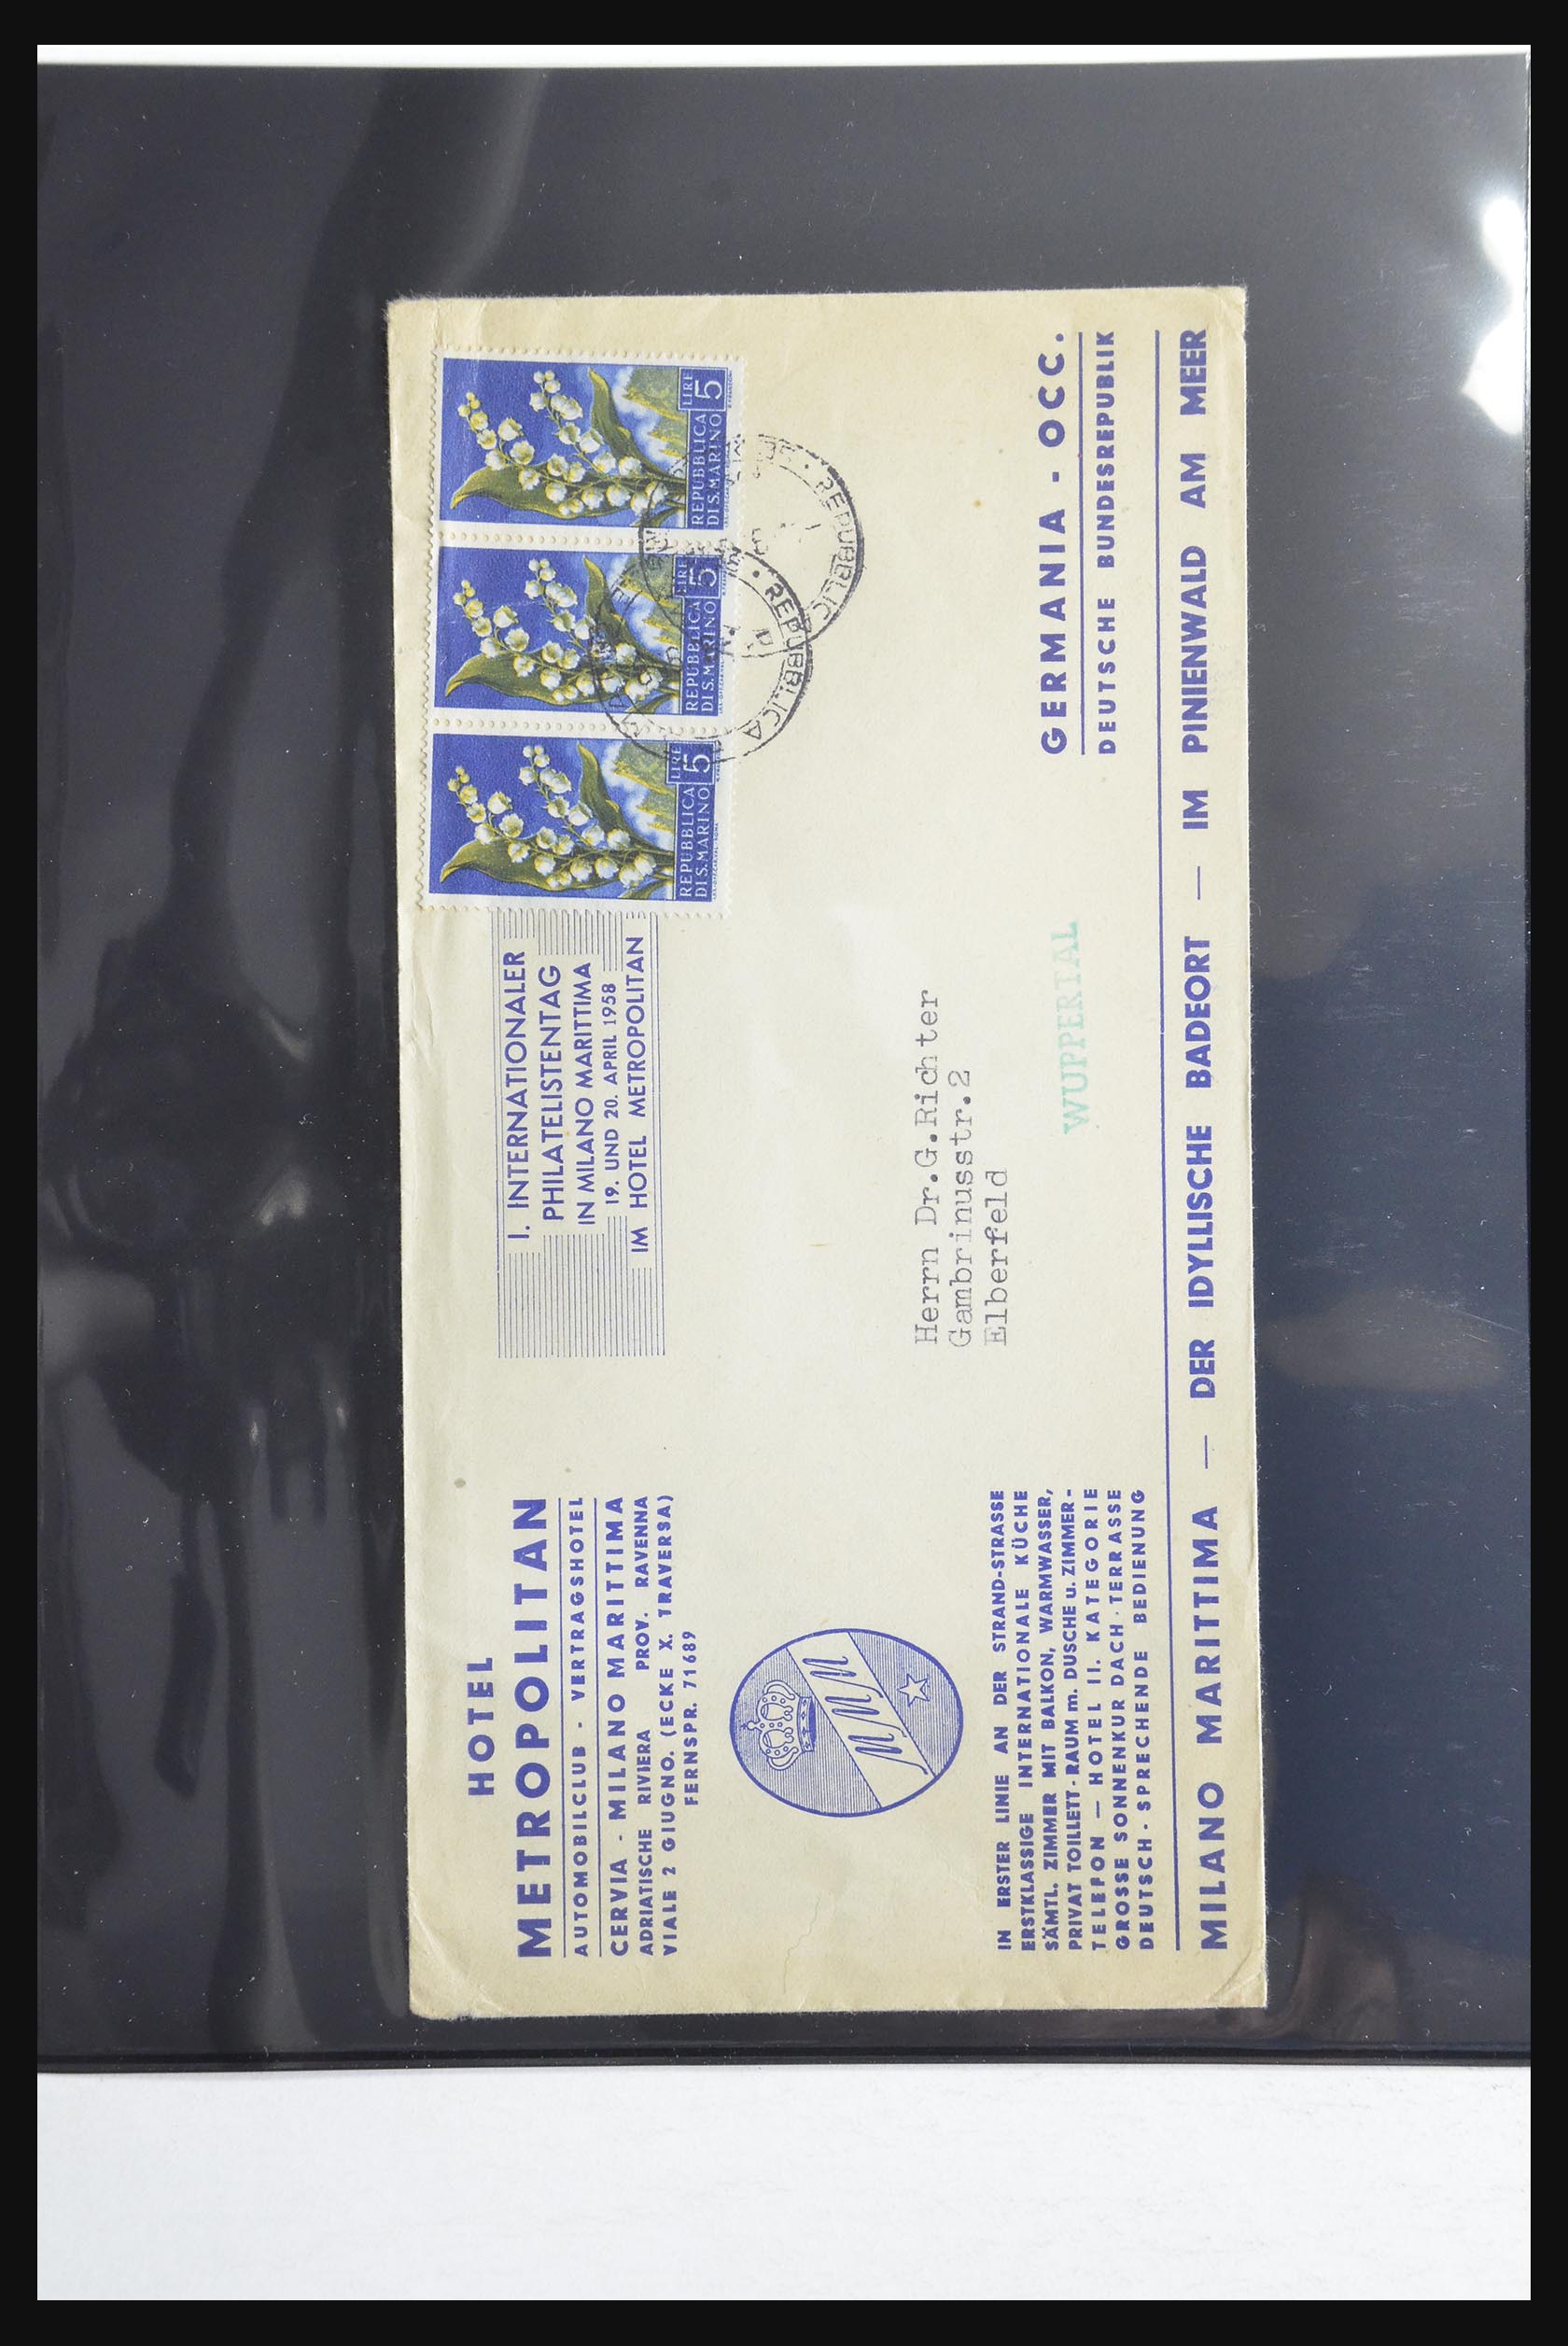 HOTEL
METROPOLITAN
AUTOMOBILCLUB - VERTRAGSHOTEL
CERVIA - MILANO MARITTIMA
ADRIATISCHE RIVIERA PROV. RAVENNA
VIALE 2 GIUGNO. (ECKE X. TRAVERSA)
FERNSPR. 71689
MMM
I. INTERNATIONALER
PHILATELISTENTAG
IN MILANO MARITTIMA
19. UND 20. APRIL 1958
IM HOTEL METROPOLITAN
REPUBBLICA
DI S. MARINO
LIRE
5
REPUBBLICA
DI S. MARINO
LIRE
5
REPUBBLICA
DI S. MARINO
LIRE
5
REPUBBLICA
REPUBBLIC
Herrn Dr.G.Richter
Gambrinusstr.2
Elberfeld
WUPPERTAL
GERMANIA - OCC.
DEUTSCHE BUNDESREPUBLIK
IN ERSTER LINIE AN DER STRAND-STRASSE
ERSTKLASSIGE INTERNATIONALE KÜCHE
SÄMTL. ZIMMER MIT BALKON, WARMWASSER,
PRIVAT TOILLETT-RAUM m. DUSCHE u. ZIMMER-
TELEFON — HOTEL II. KATEGORIE
GROSSE SONNENKUR DACH-TERRASSE
DEUTSCH-SPRECHENDE BEDIENUNG
MILANO MARITTIMA — DER IDYLLISCHE BADEORT — IM PINIENWALD AM MEER